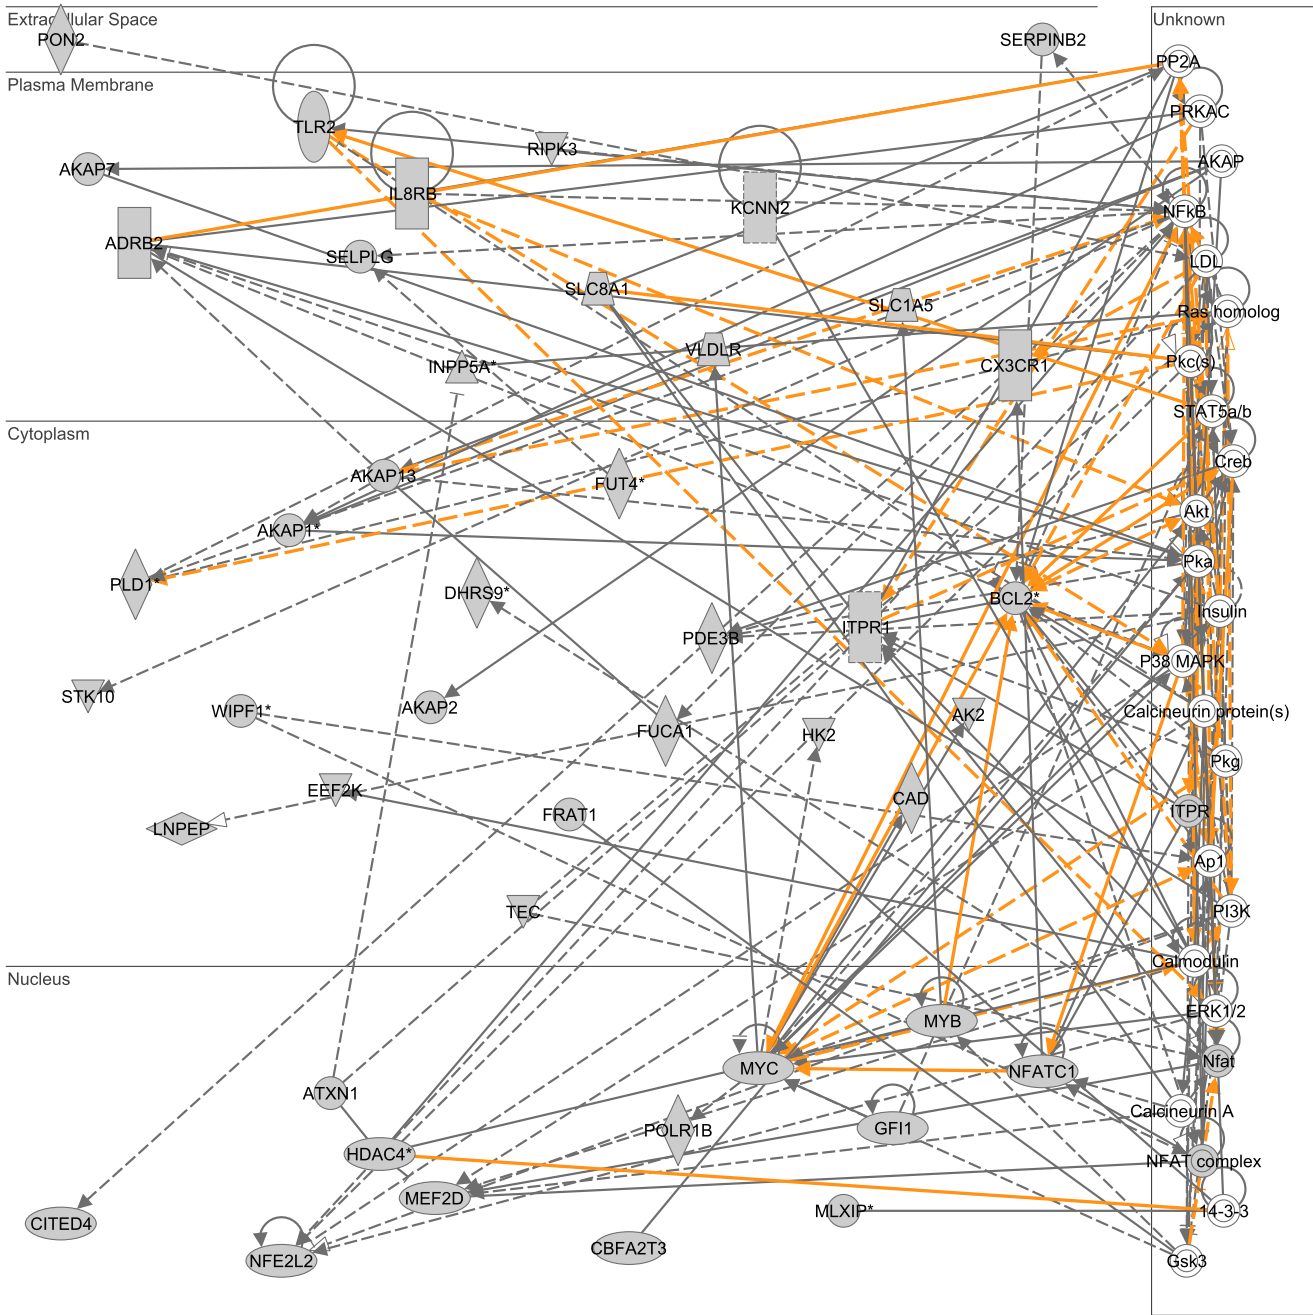 Extracellular Space
Unknown
PON2
SERPINB2
PP2A
Plasma Membrane
PRKAC
TLR2
RIPK3
AKAP
AKAP7
IL8RB
KCNN2
NFkB
ADRB2
SELPLG
LDL
SLC8A1
SLC1A5
Ras homolog
VLDLR
INPP5A*
CX3CR1
Pkc(s)
STAT5a/b
Cytoplasm
Creb
AKAP13
FUT4*
Akt
AKAP1*
Pka
PLD1*
DHRS9*
BCL2*
Insulin
PDE3B
ITPR1
P38 MAPK
STK10
WIPF1*
AKAP2
AK2
Calcineurin protein(s)
FUCA1
HK2
Pkg
EEF2K
CAD
ITPR
LNPEP
FRAT1
Ap1
TEC
PI3K
Calmodulin
Nucleus
ERK1/2
MYB
Nfat
MYC
NFATC1
ATXN1
Calcineurin A
POLR1B
GFI1
HDAC4*
NFAT complex
MEF2D
CITED4
MLXIP*
14-3-3
NFE2L2
CBFA2T3
Gsk3